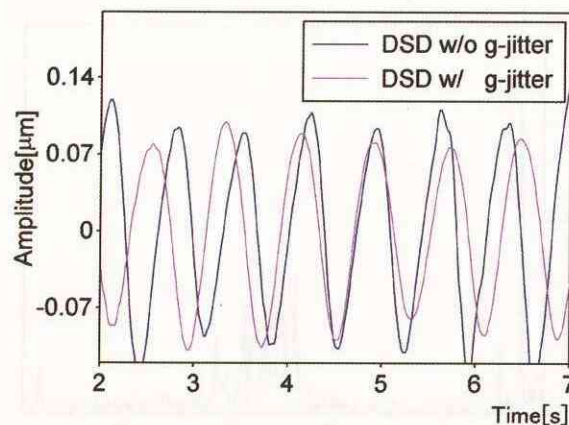 DSD w/o g-jitter
DSD w/ g-jitter
Amplitude[μm]
0.14
0.07
0
-0.07
2 3 4 5 6 7
Time[s]